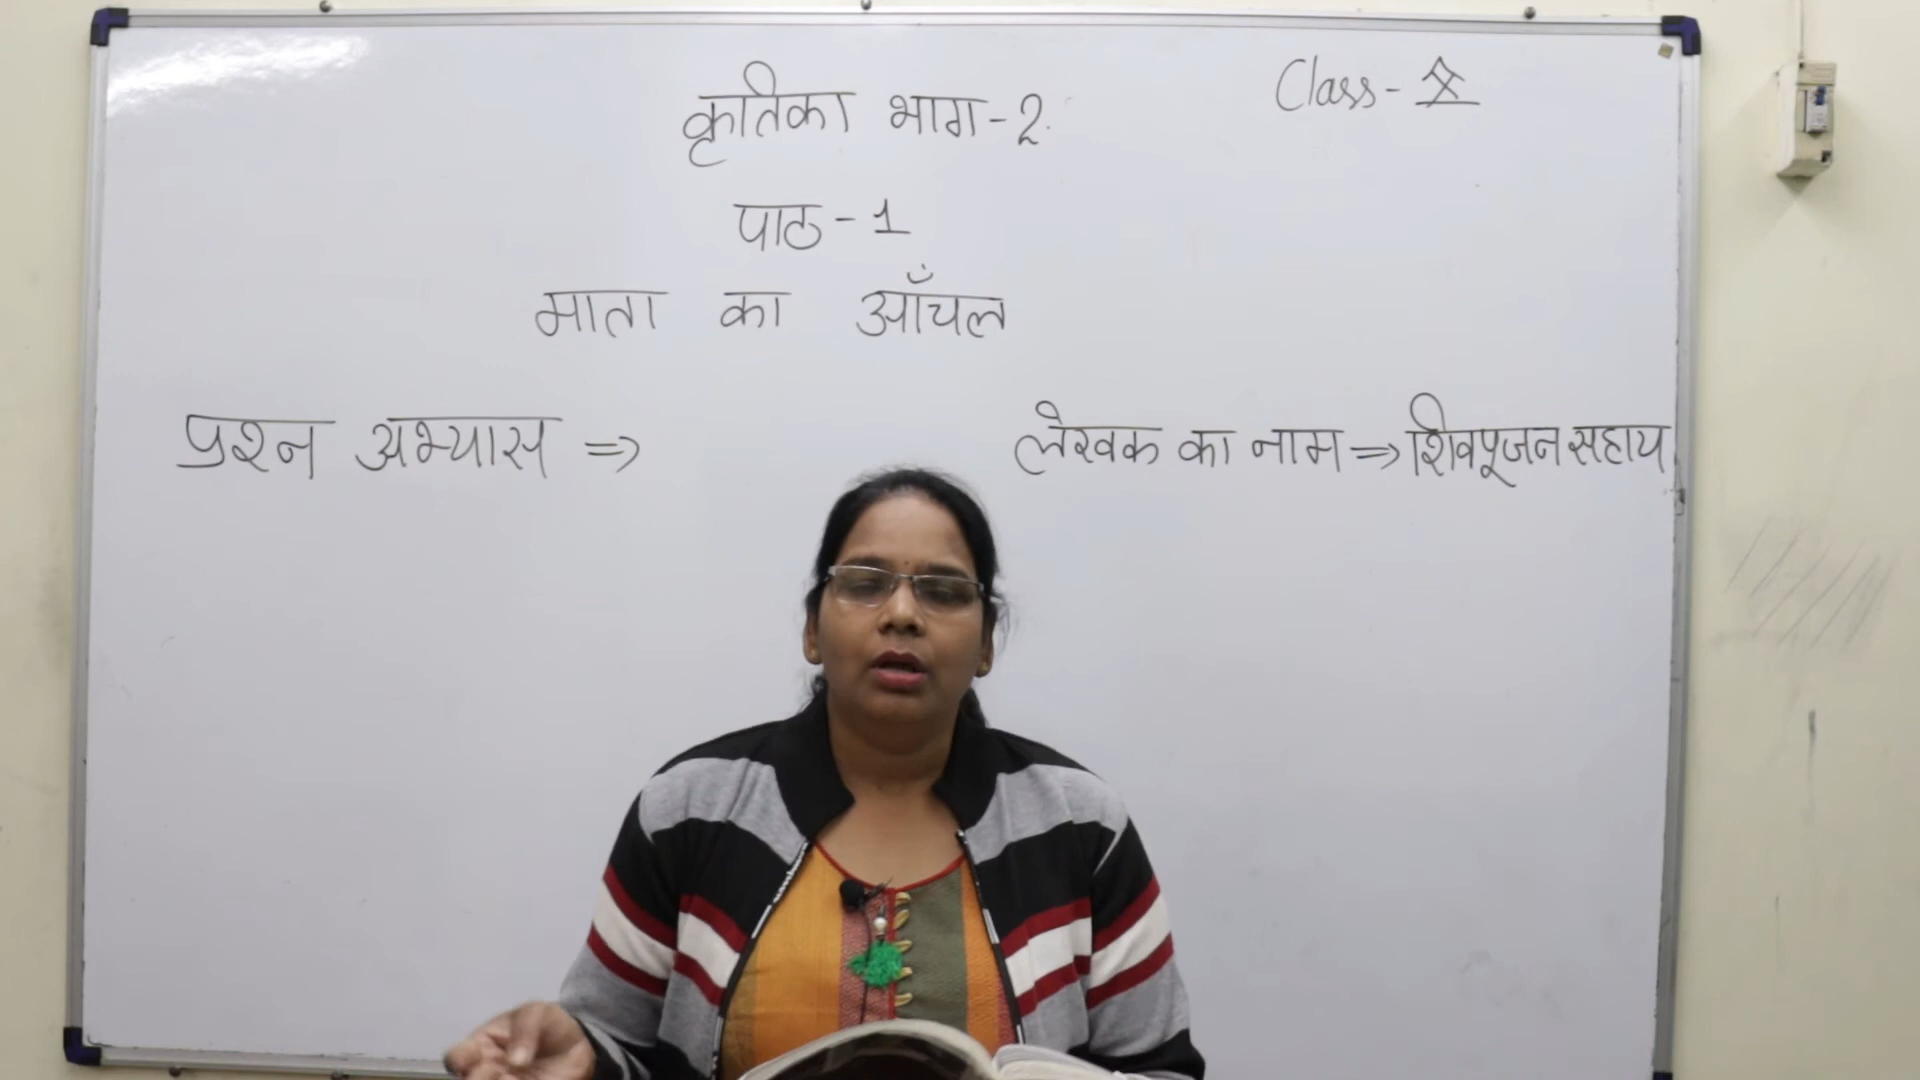 Class - X
कृतिका भाग - 2
पाठ - 1
माता का आँचल
प्रश्न अभ्यास ⇒
लेखक का नाम ⇒ शिवपूजन सहाय